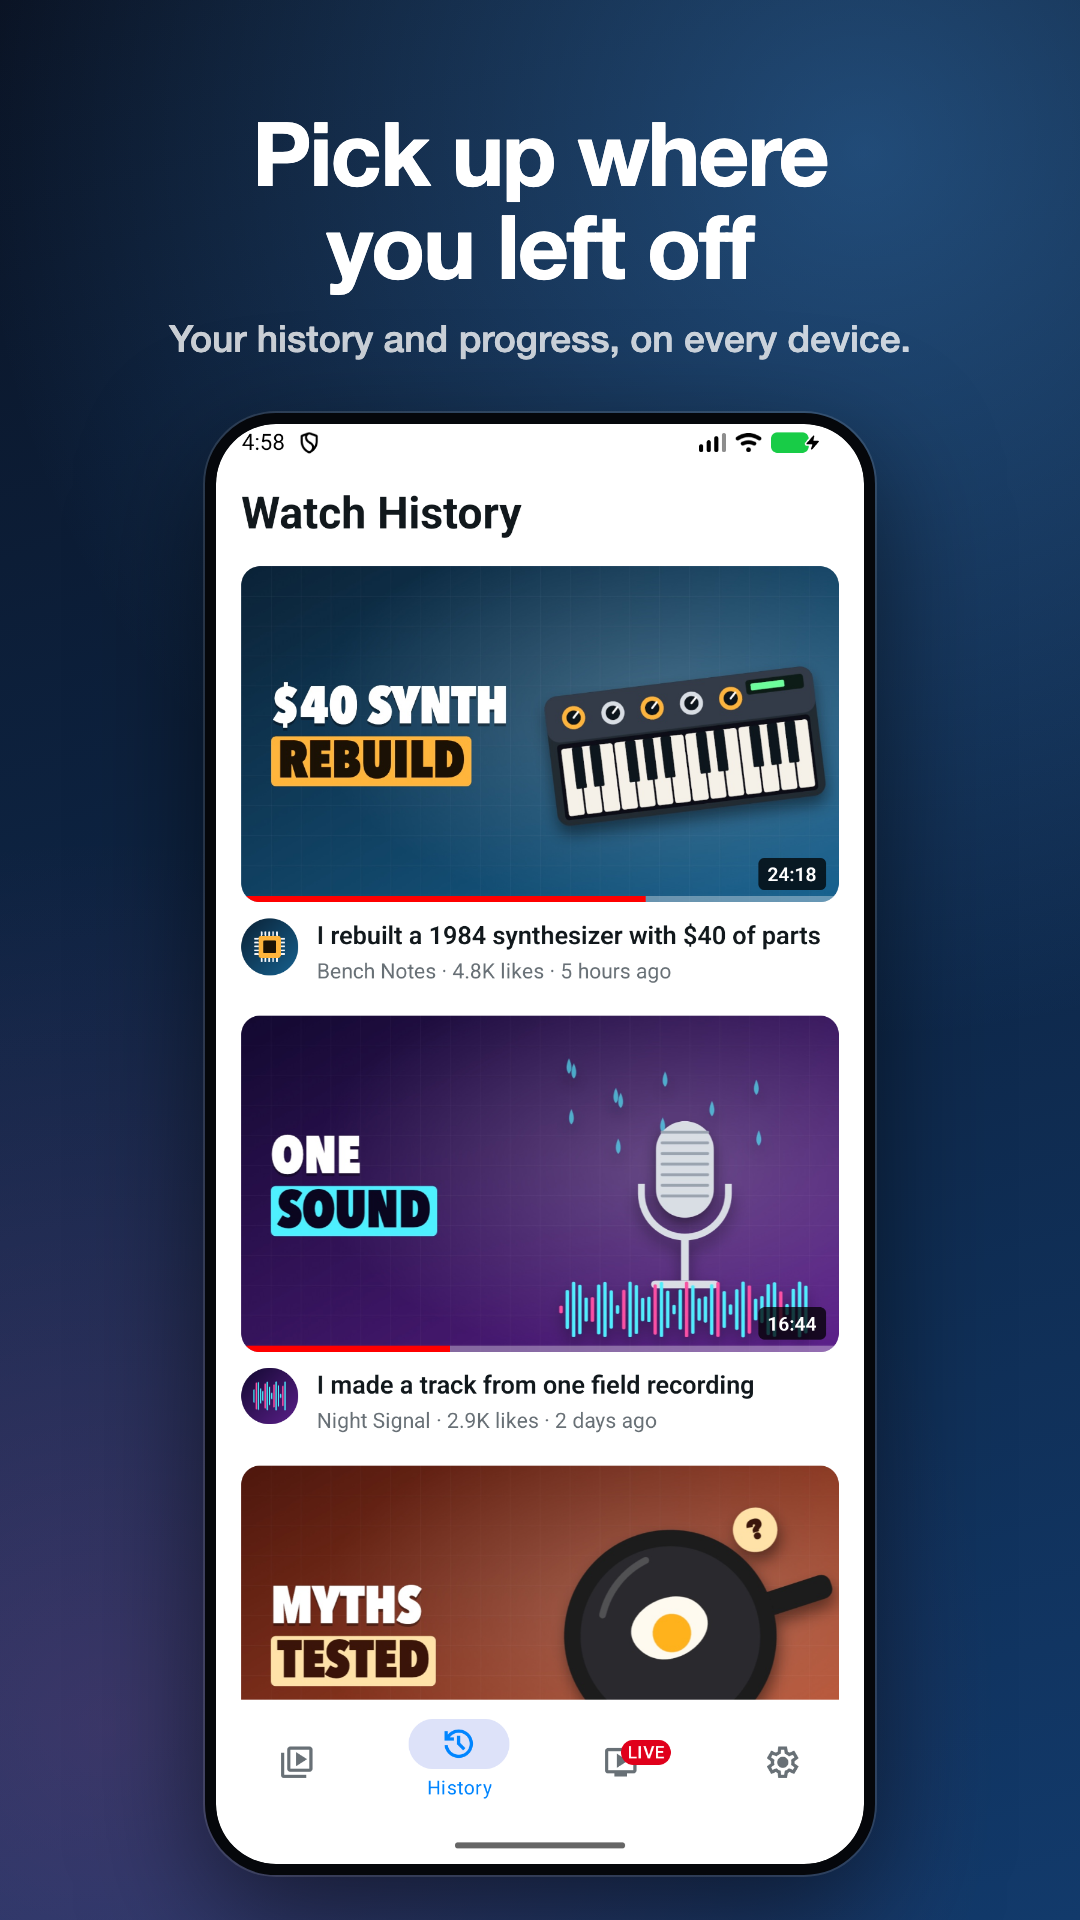 Pick up where
you left off
Your history and progress, on every device.
4:58
Watch History
$40 SYNTH
REBUILD
24:18
I rebuilt a 1984 synthesizer with $40 of parts
Bench Notes · 4.8K likes · 5 hours ago
ONE
SOUND
16:44
I made a track from one field recording
Night Signal · 2.9K likes · 2 days ago
?
MYTHS
TESTED
LIVE
History